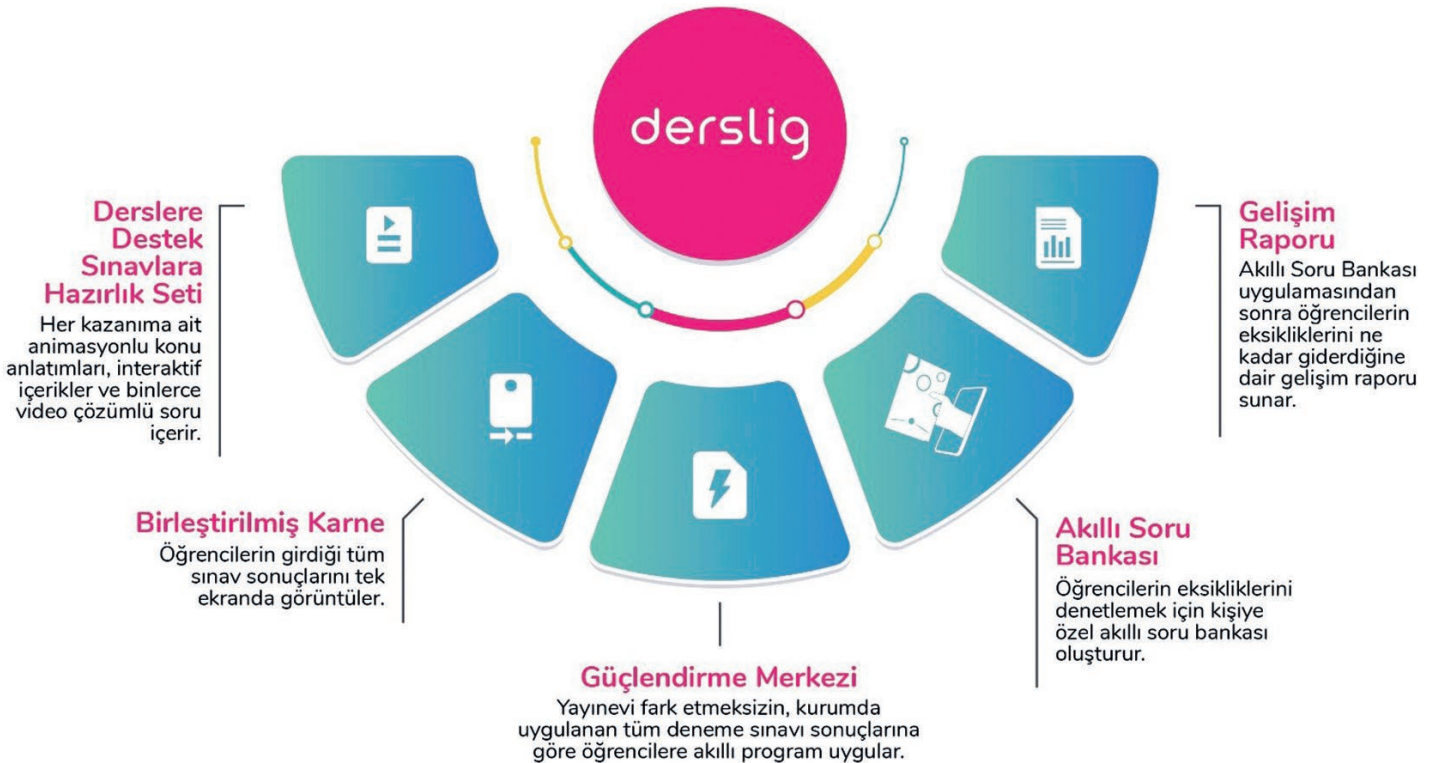 derslig
Derslere
Destek
Sınavlara
Hazırlık Seti
Her kazanıma ait
animasyonlu konu
anlatımları, interaktif
içerikler ve binlerce
video çözümlü soru
içerir.
Birleştirilmiş Karne
Öğrencilerin girdiği tüm
sınav sonuçlarını tek
ekranda görüntüler.
Güçlendirme Merkezi
Yayınevi fark etmeksizin, kurumda
uygulanan tüm deneme sınavı sonuçlarına
göre öğrencilere akıllı program uygular.
Akıllı Soru
Bankası
Öğrencilerin eksikliklerini
denetlemek için kişiye
özel akıllı soru bankası
oluşturur.
Gelişim
Raporu
Akıllı Soru Bankası
uygulamasından
sonra öğrencilerin
eksikliklerini ne
kadar giderdiğine
dair gelişim raporu
sunar.